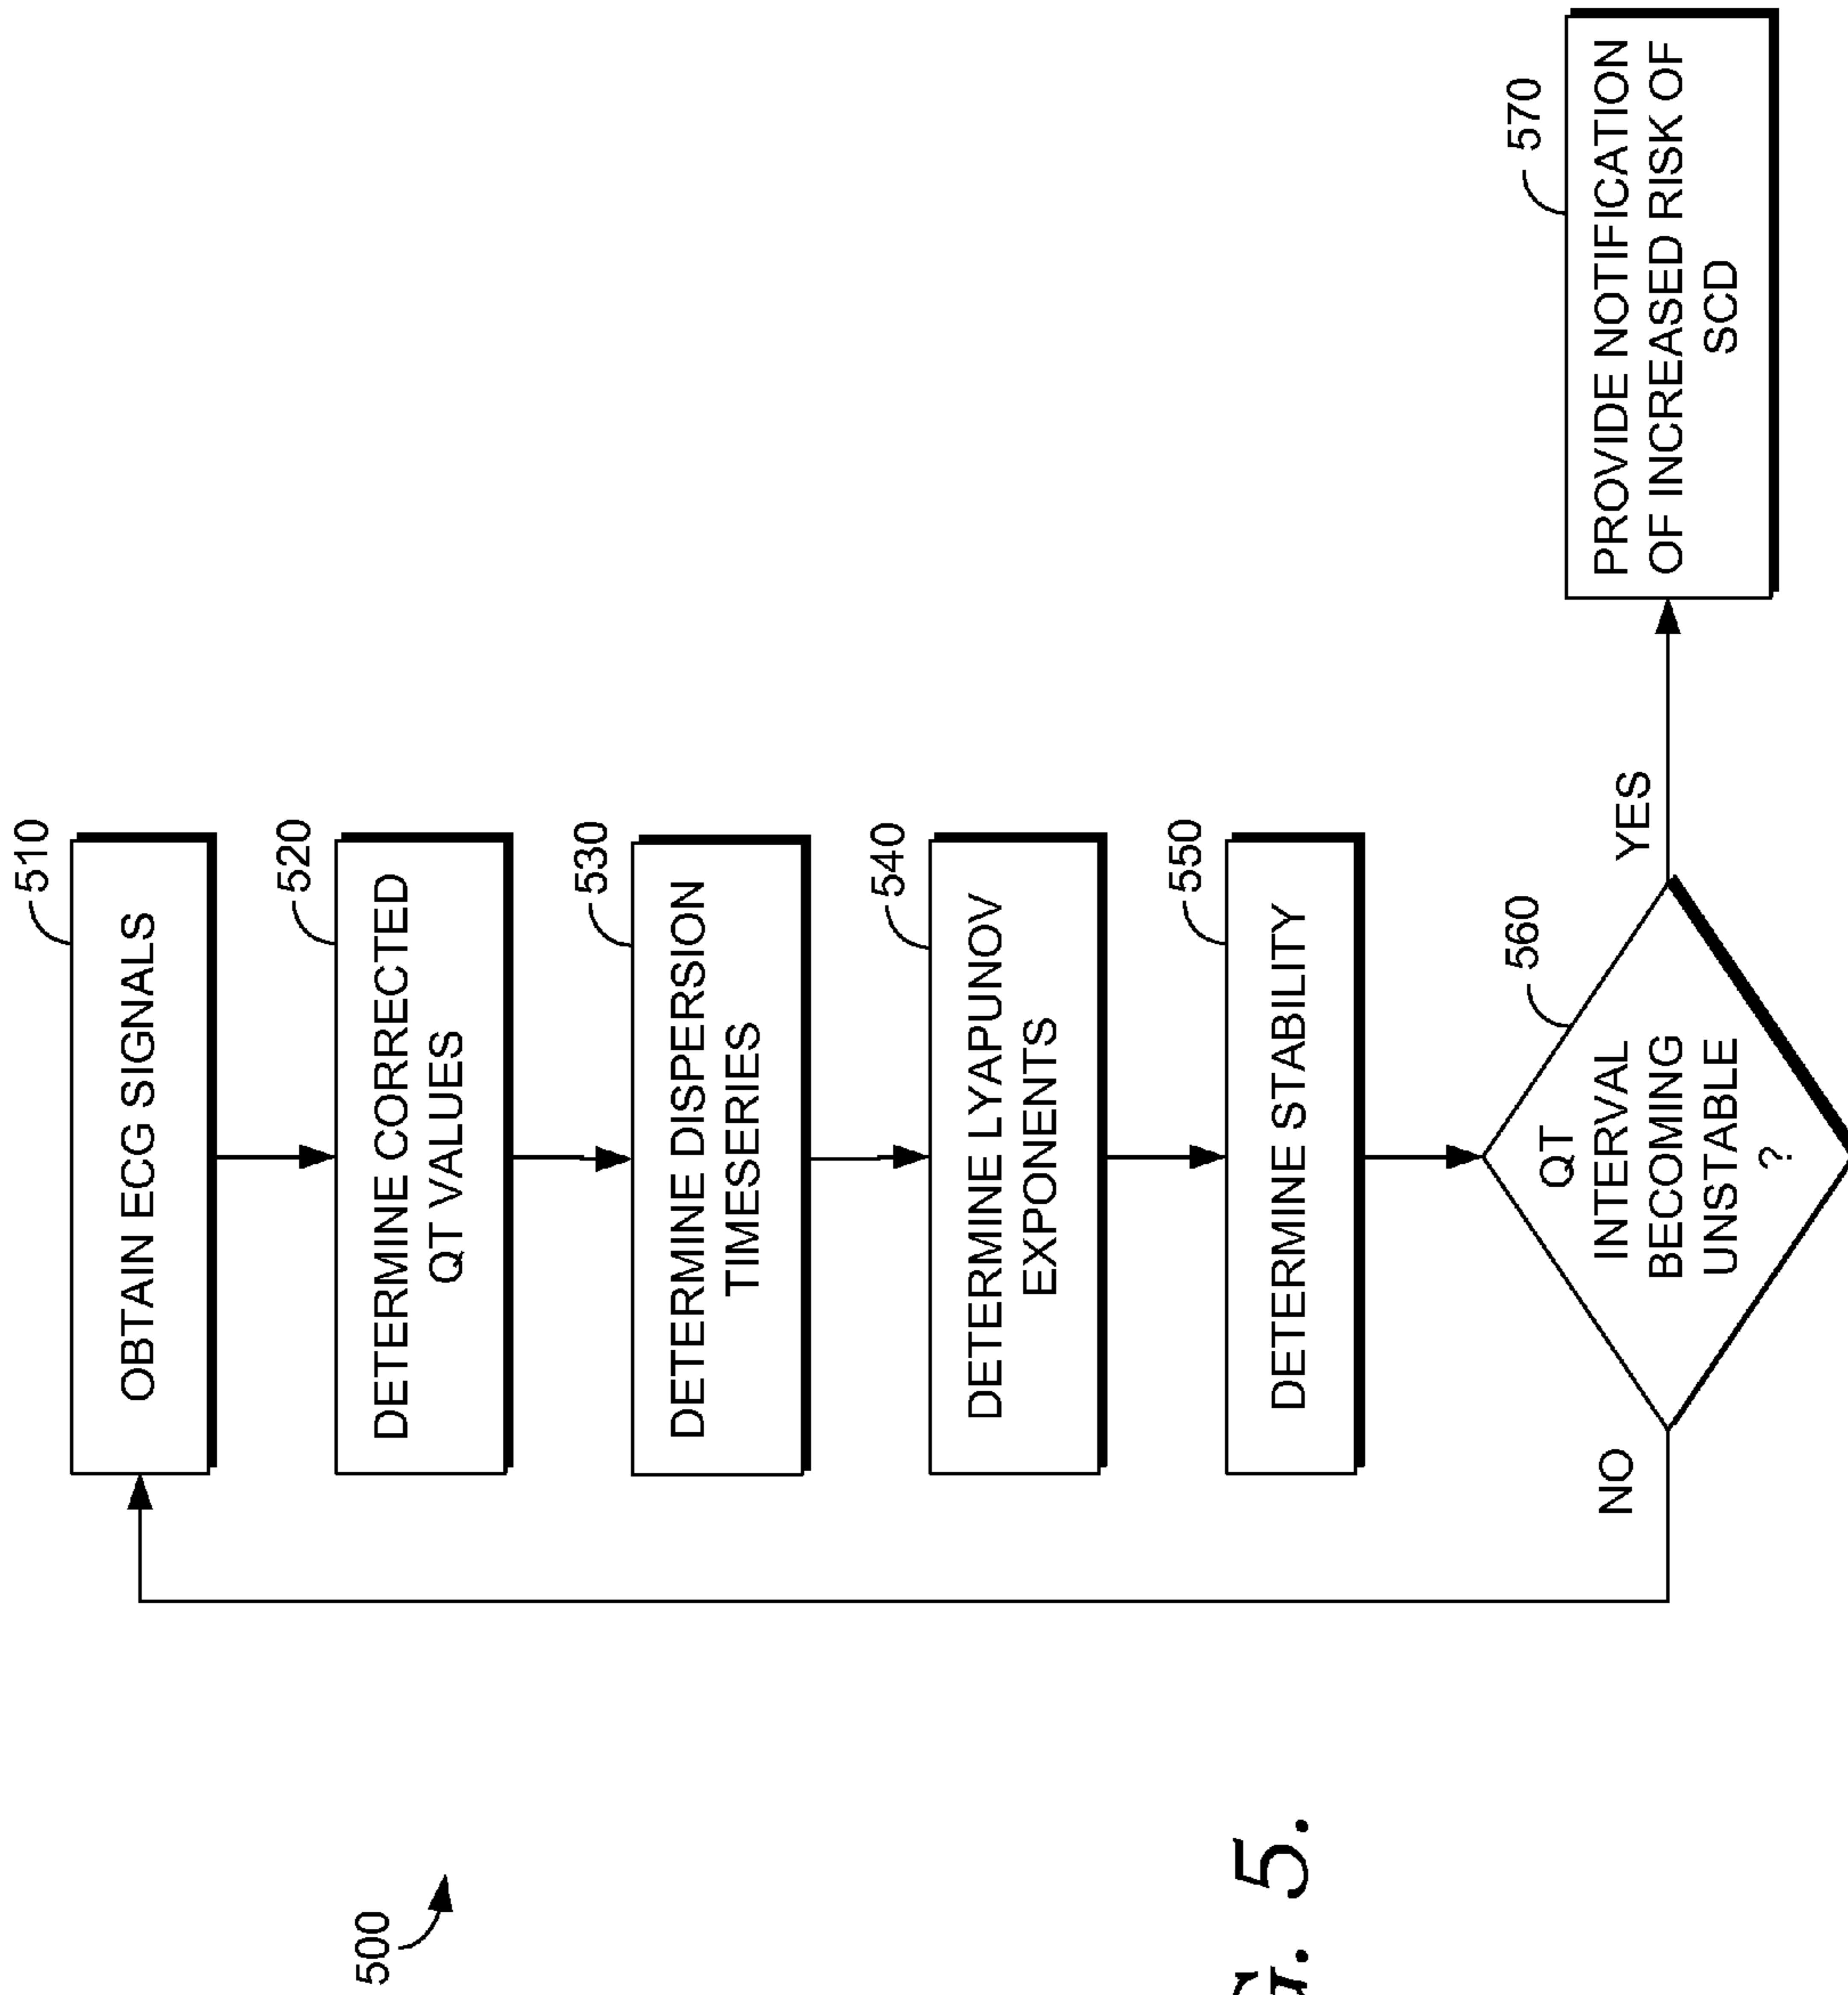 500
510
OBTAIN ECG SIGNALS
520
DETERMINE CORRECTED
QT VALUES
530
DETERMINE DISPERSION
TIMESERIES
540
DETERMINE LYAPUNOV
EXPONENTS
550
DETERMINE STABILITY
560
QT
INTERVAL
BECOMING
UNSTABLE
?
NO
YES
570
PROVIDE NOTIFICATION
OF INCREASED RISK OF
SCD
5.